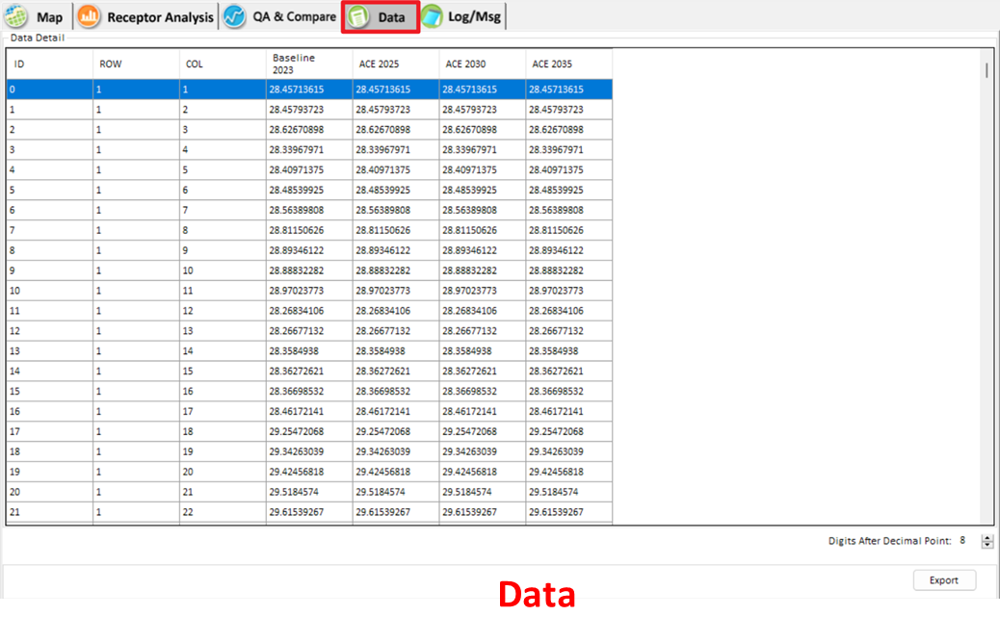 Map Receptor Analysis QA & Compare Data Log/Msg
Data Detail
ID ROW COL Baseline 2023 ACE 2025 ACE 2030 ACE 2035
0 1 1 28.45713615 28.45713615 28.45713615 28.45713615
1 1 2 28.45793723 28.45793723 28.45793723 28.45793723
2 1 3 28.62670898 28.62670898 28.62670898 28.62670898
3 1 4 28.33967971 28.33967971 28.33967971 28.33967971
4 1 5 28.40971375 28.40971375 28.40971375 28.40971375
5 1 6 28.48539925 28.48539925 28.48539925 28.48539925
6 1 7 28.56389808 28.56389808 28.56389808 28.56389808
7 1 8 28.81150626 28.81150626 28.81150626 28.81150626
8 1 9 28.89346122 28.89346122 28.89346122 28.89346122
9 1 10 28.88832282 28.88832282 28.88832282 28.88832282
10 1 11 28.97023773 28.97023773 28.97023773 28.97023773
11 1 12 28.26834106 28.26834106 28.26834106 28.26834106
12 1 13 28.26677132 28.26677132 28.26677132 28.26677132
13 1 14 28.3584938 28.3584938 28.3584938 28.3584938
14 1 15 28.36272621 28.36272621 28.36272621 28.36272621
15 1 16 28.36698532 28.36698532 28.36698532 28.36698532
16 1 17 28.46172141 28.46172141 28.46172141 28.46172141
17 1 18 29.25472068 29.25472068 29.25472068 29.25472068
18 1 19 29.34263039 29.34263039 29.34263039 29.34263039
19 1 20 29.42456818 29.42456818 29.42456818 29.42456818
20 1 21 29.5184574 29.5184574 29.5184574 29.5184574
21 1 22 29.61539267 29.61539267 29.61539267 29.61539267
Digits After Decimal Point: 8
Export
Data